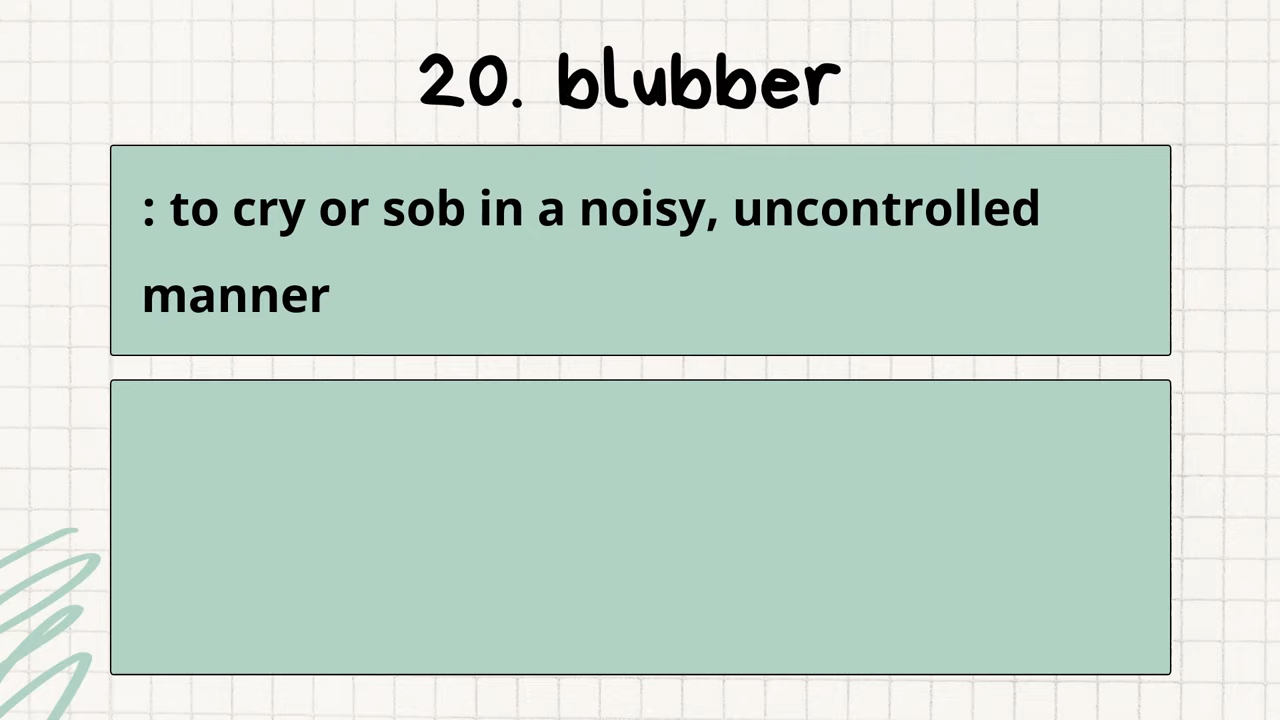 20. blubber
: to cry or sob in a noisy, uncontrolled
manner